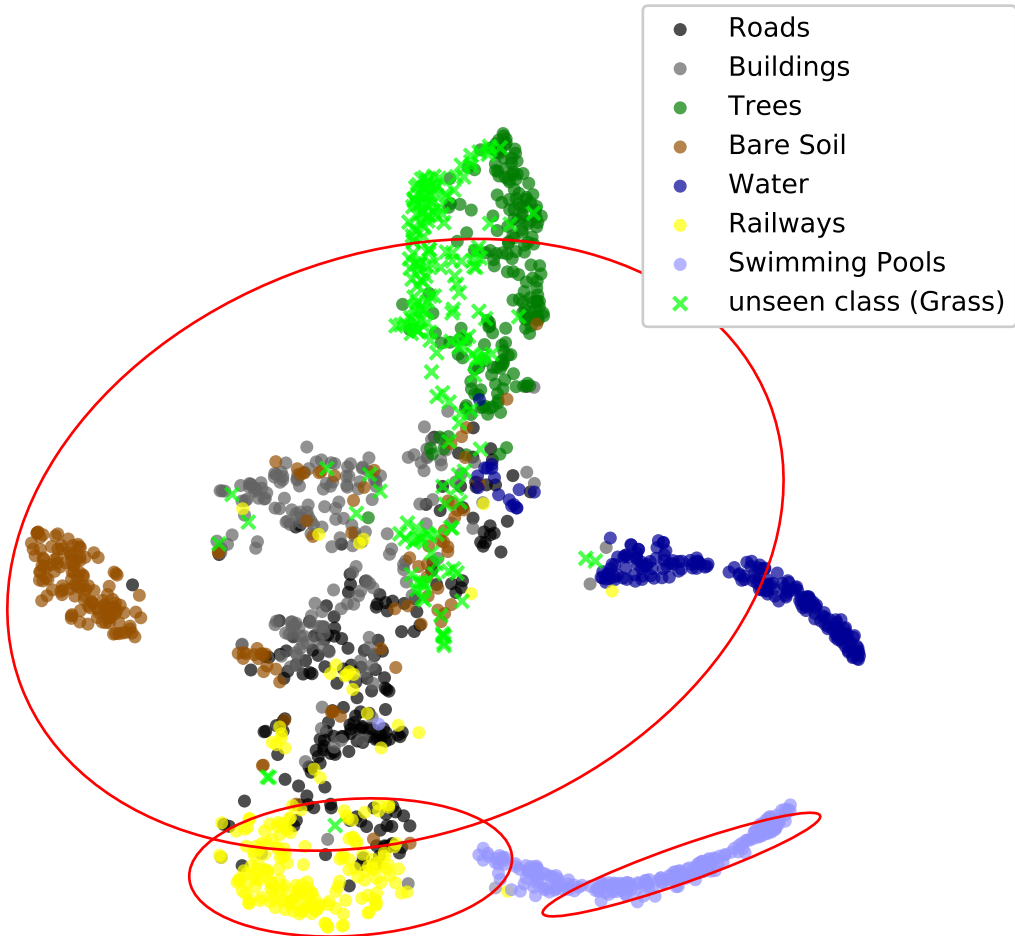 Roads
Buildings
Trees
Bare Soil
Water
Railways
Swimming Pools
unseen class (Grass)